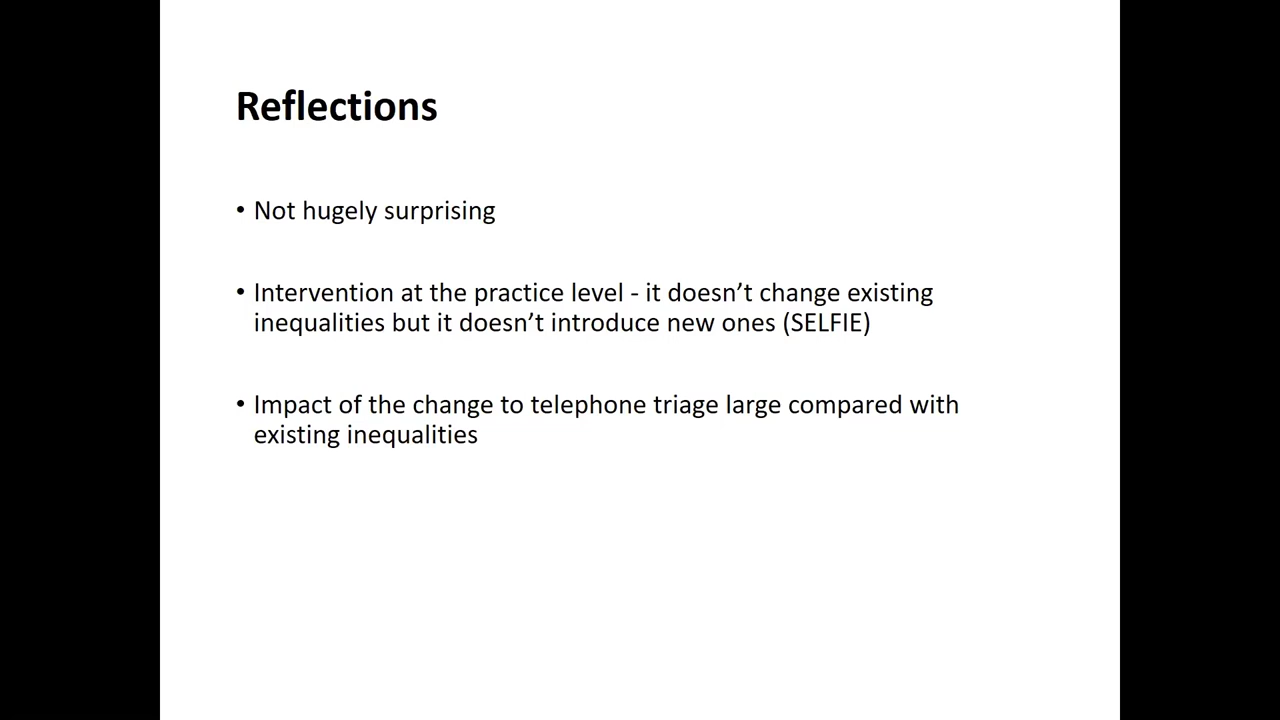 Reflections
• Not hugely surprising
• Intervention at the practice level - it doesn’t change existing
inequalities but it doesn’t introduce new ones (SELFIE)
• Impact of the change to telephone triage large compared with
existing inequalities